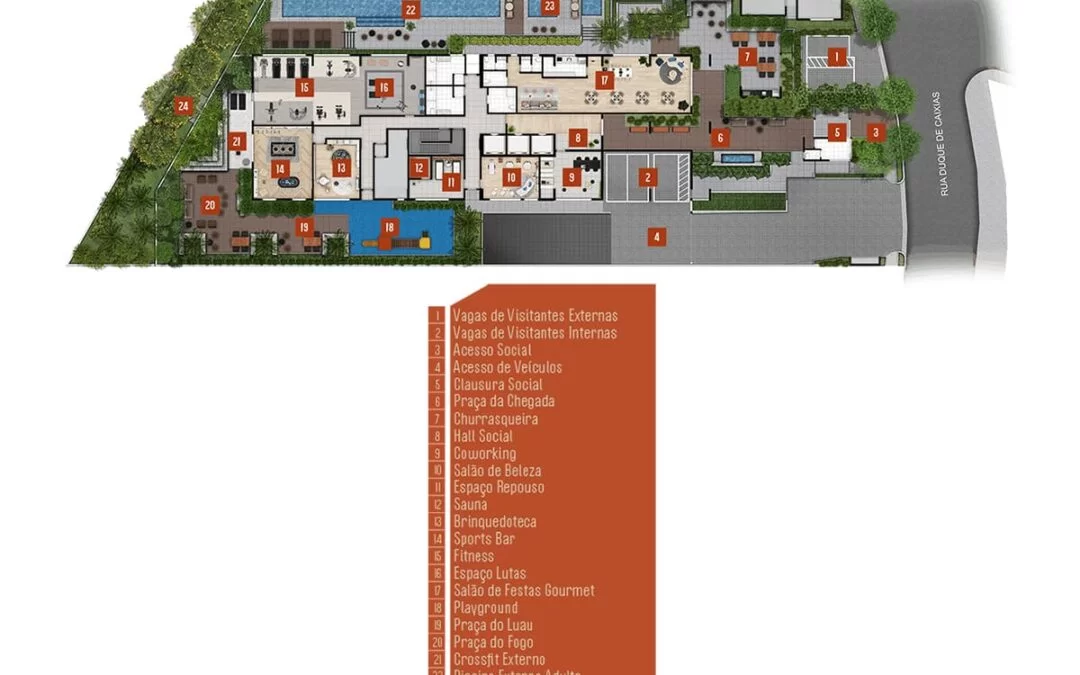 22
23
7
1
15
16
17
24
21
8
6
5
3
14
13
12
11
10
9
2
20
19
18
4
RUA DUQUE DE CAXIAS
1 Vagas de Visitantes Externas
2 Vagas de Visitantes Internas
3 Acesso Social
4 Acesso de Veículos
5 Clausura Social
6 Praça da Chegada
7 Churrasqueira
8 Hall Social
9 Coworking
10 Salão de Beleza
11 Espaço Repouso
12 Sauna
13 Brinquedoteca
14 Sports Bar
15 Fitness
16 Espaço Lutas
17 Salão de Festas Gourmet
18 Playground
19 Praça do Luau
20 Praça do Fogo
21 Crossfit Externo
22 Piscina Externa Adulto